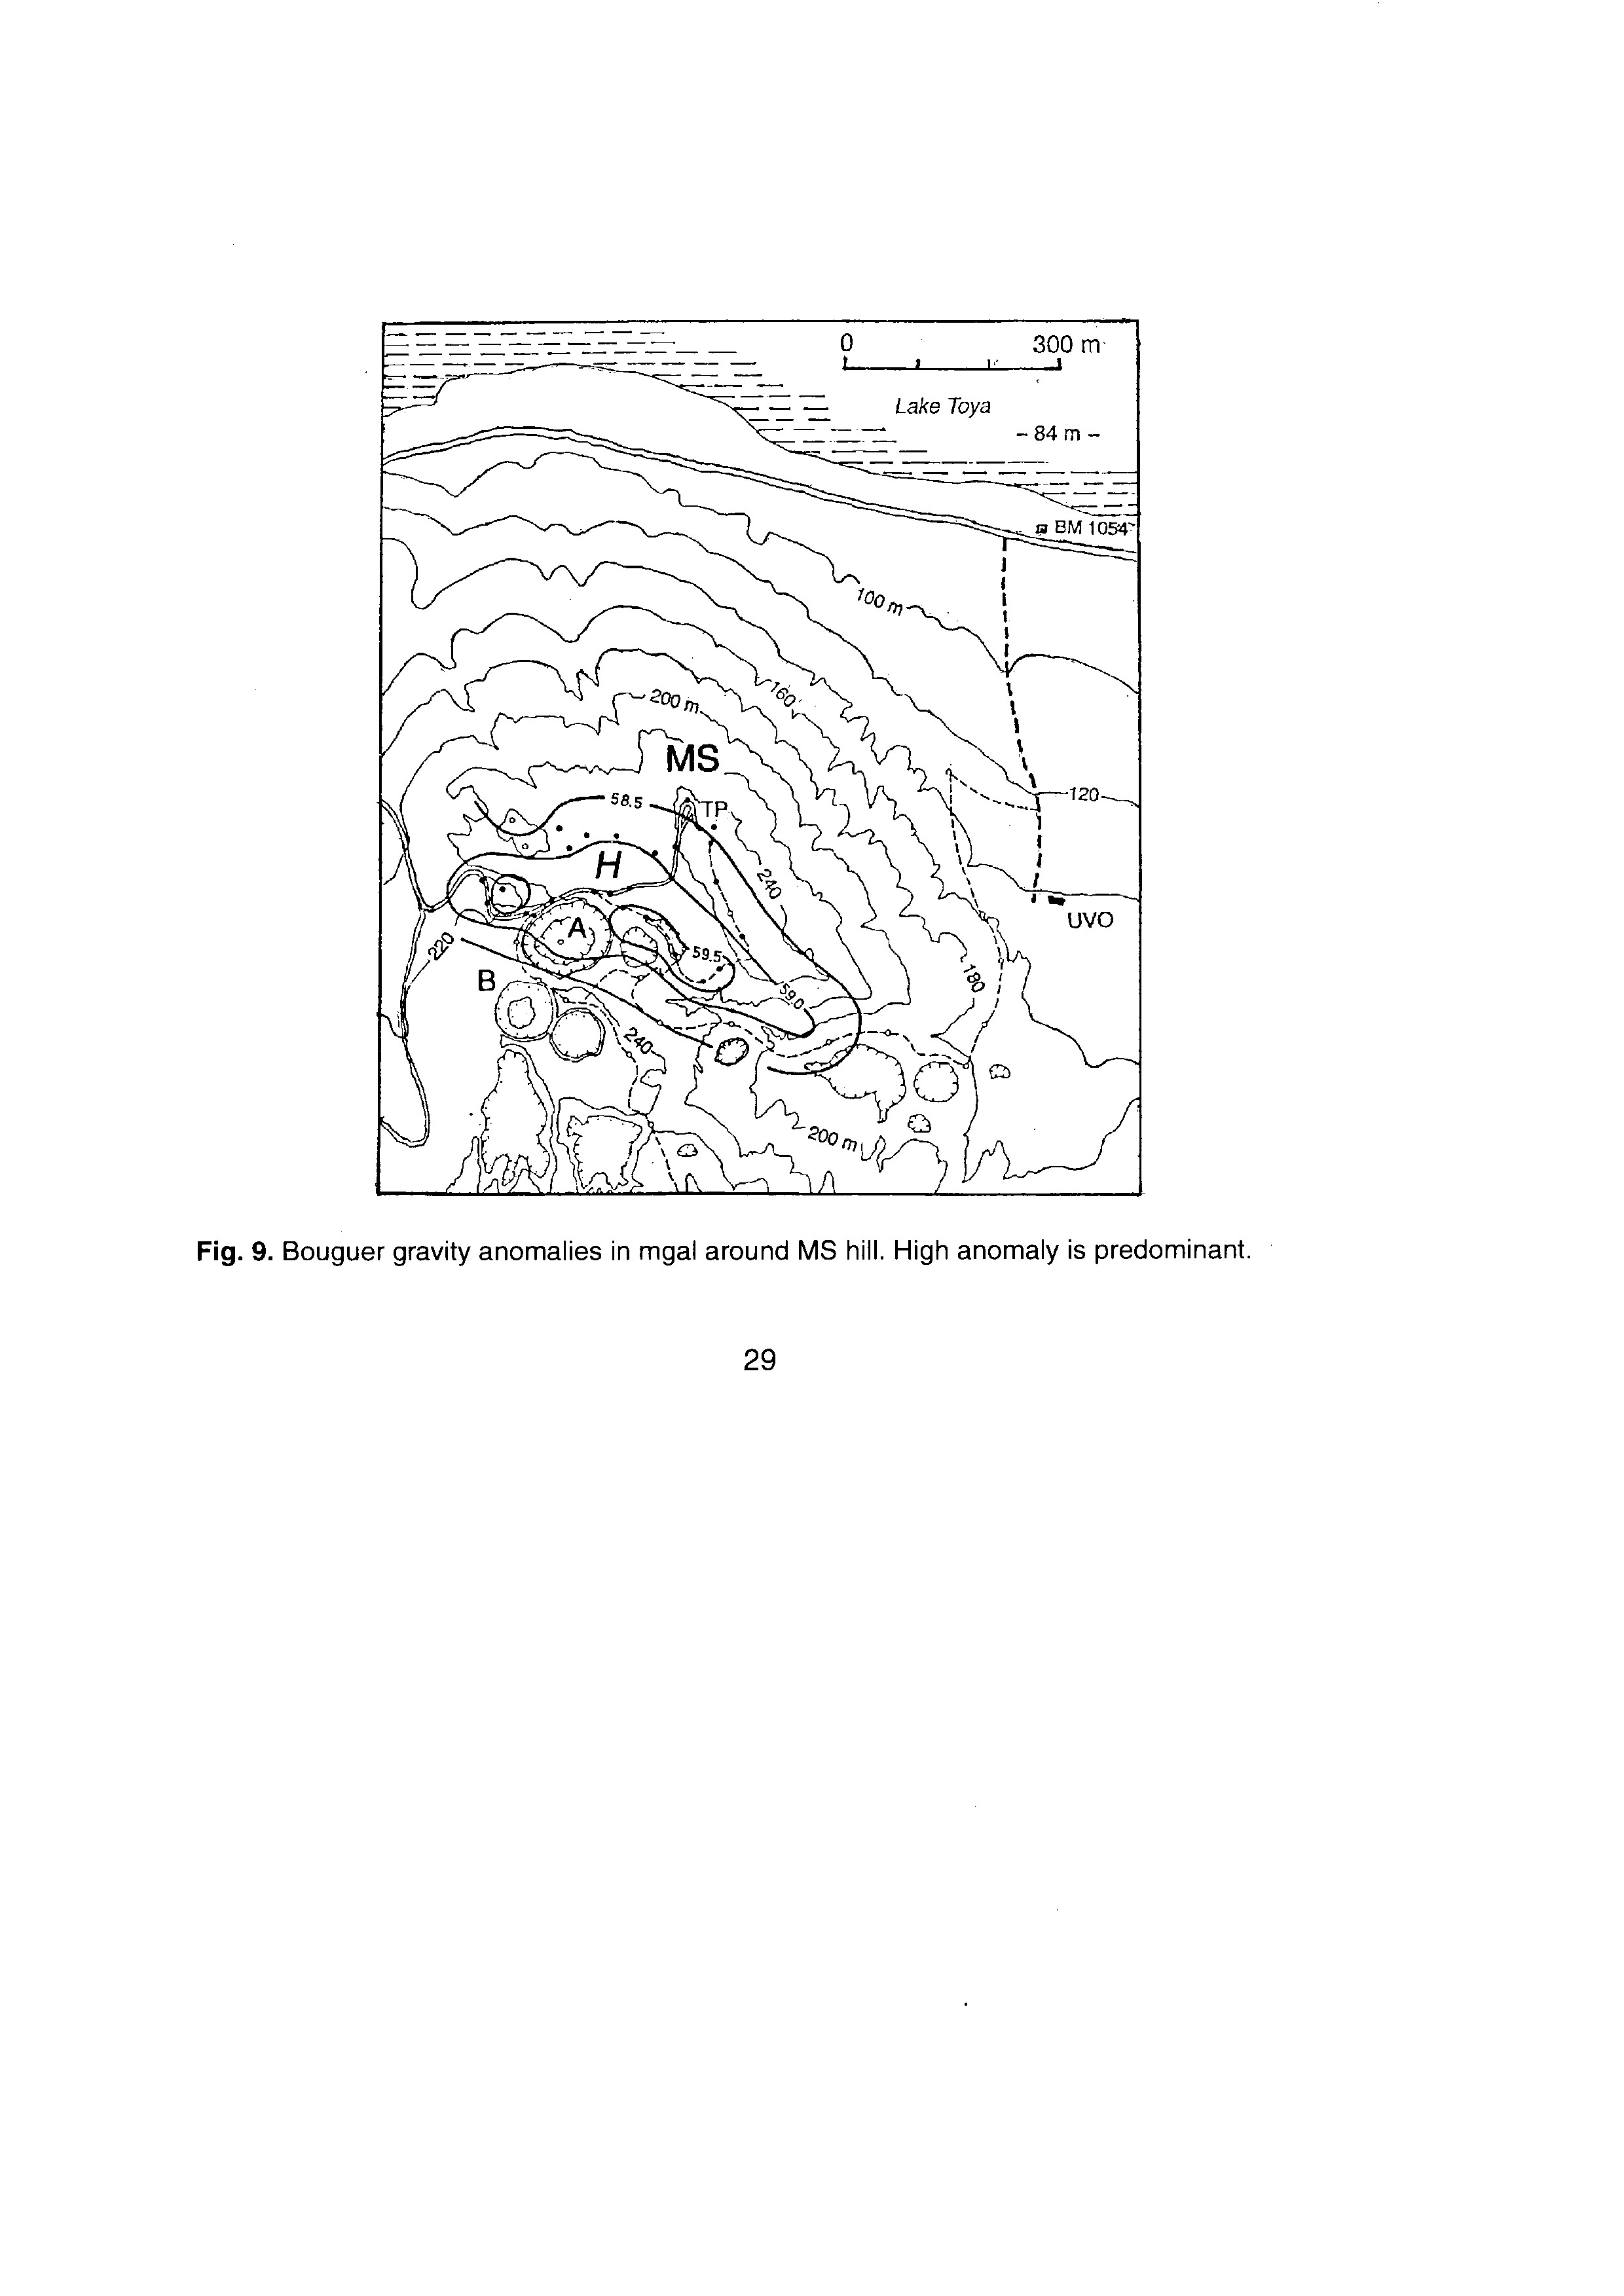 0 300 m
Lake Toya
– 84 m –
BM 1054
100 m
160
200 m
MS
120
58.5
TP
H
240
UVO
A
220
59.5
B
180
59.0
240
200 m
Fig. 9. Bouguer gravity anomalies in mgal around MS hill. High anomaly is predominant.
29